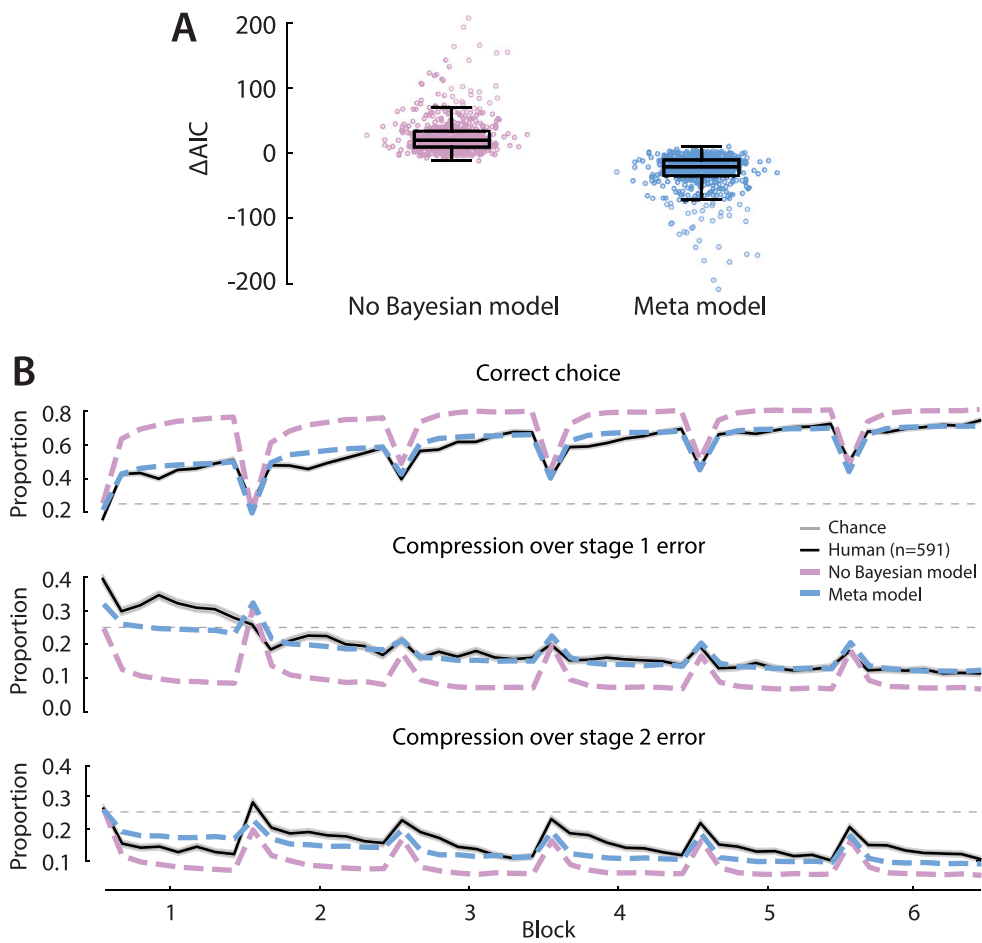 A
200
100
0
-100
-200
ΔAIC
No Bayesian model
Meta model
B
Correct choice
0.8
0.6
0.4
0.2
Proportion
Chance
Human (n=591)
No Bayesian model
Meta model
Compression over stage 1 error
0.4
0.3
0.2
0.1
0.0
Proportion
Compression over stage 2 error
0.4
0.3
0.2
0.1
Proportion
1 2 3 4 5 6
Block